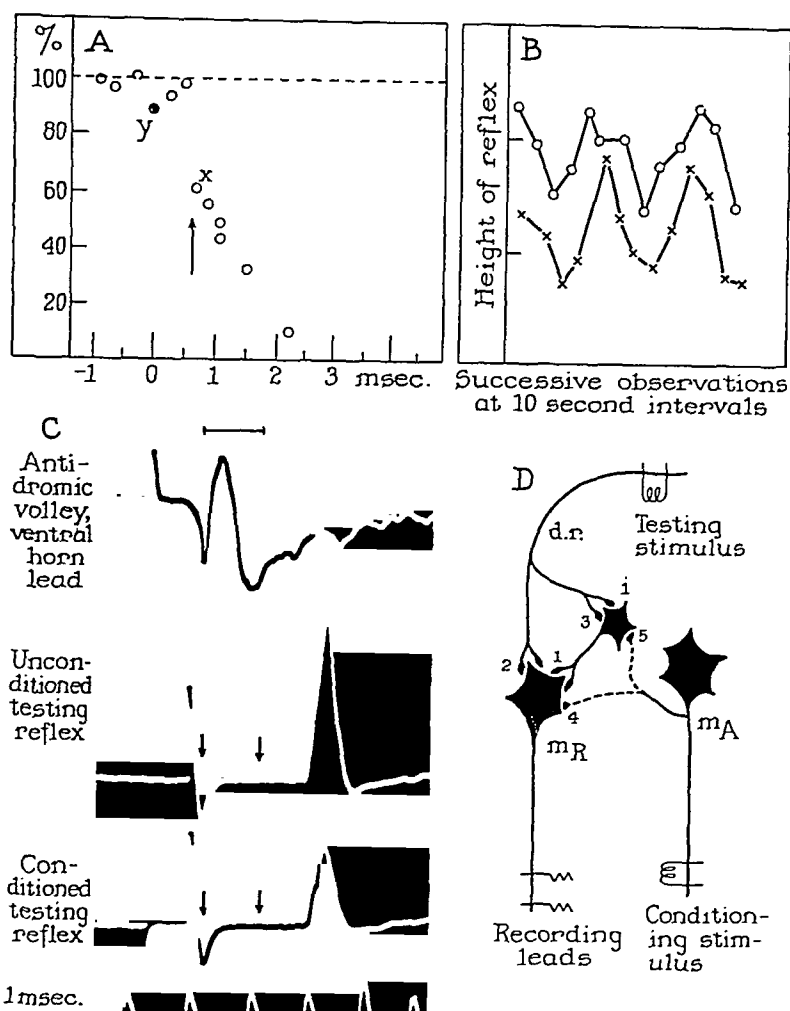 A
%
100
80
60
40
20
y
x
-1 0 1 2 3 msec.
B
Height of reflex
Successive observations
at 10 second intervals
C
Anti-
dromic
volley,
ventral
horn
lead
Uncon-
ditioned
testing
reflex
Con-
ditioned
testing
reflex
1 msec.
D
Testing
stimulus
d.r.
i
3
5
2
1
4
mR
mA
Recording
leads
Condition-
ing stim-
ulus